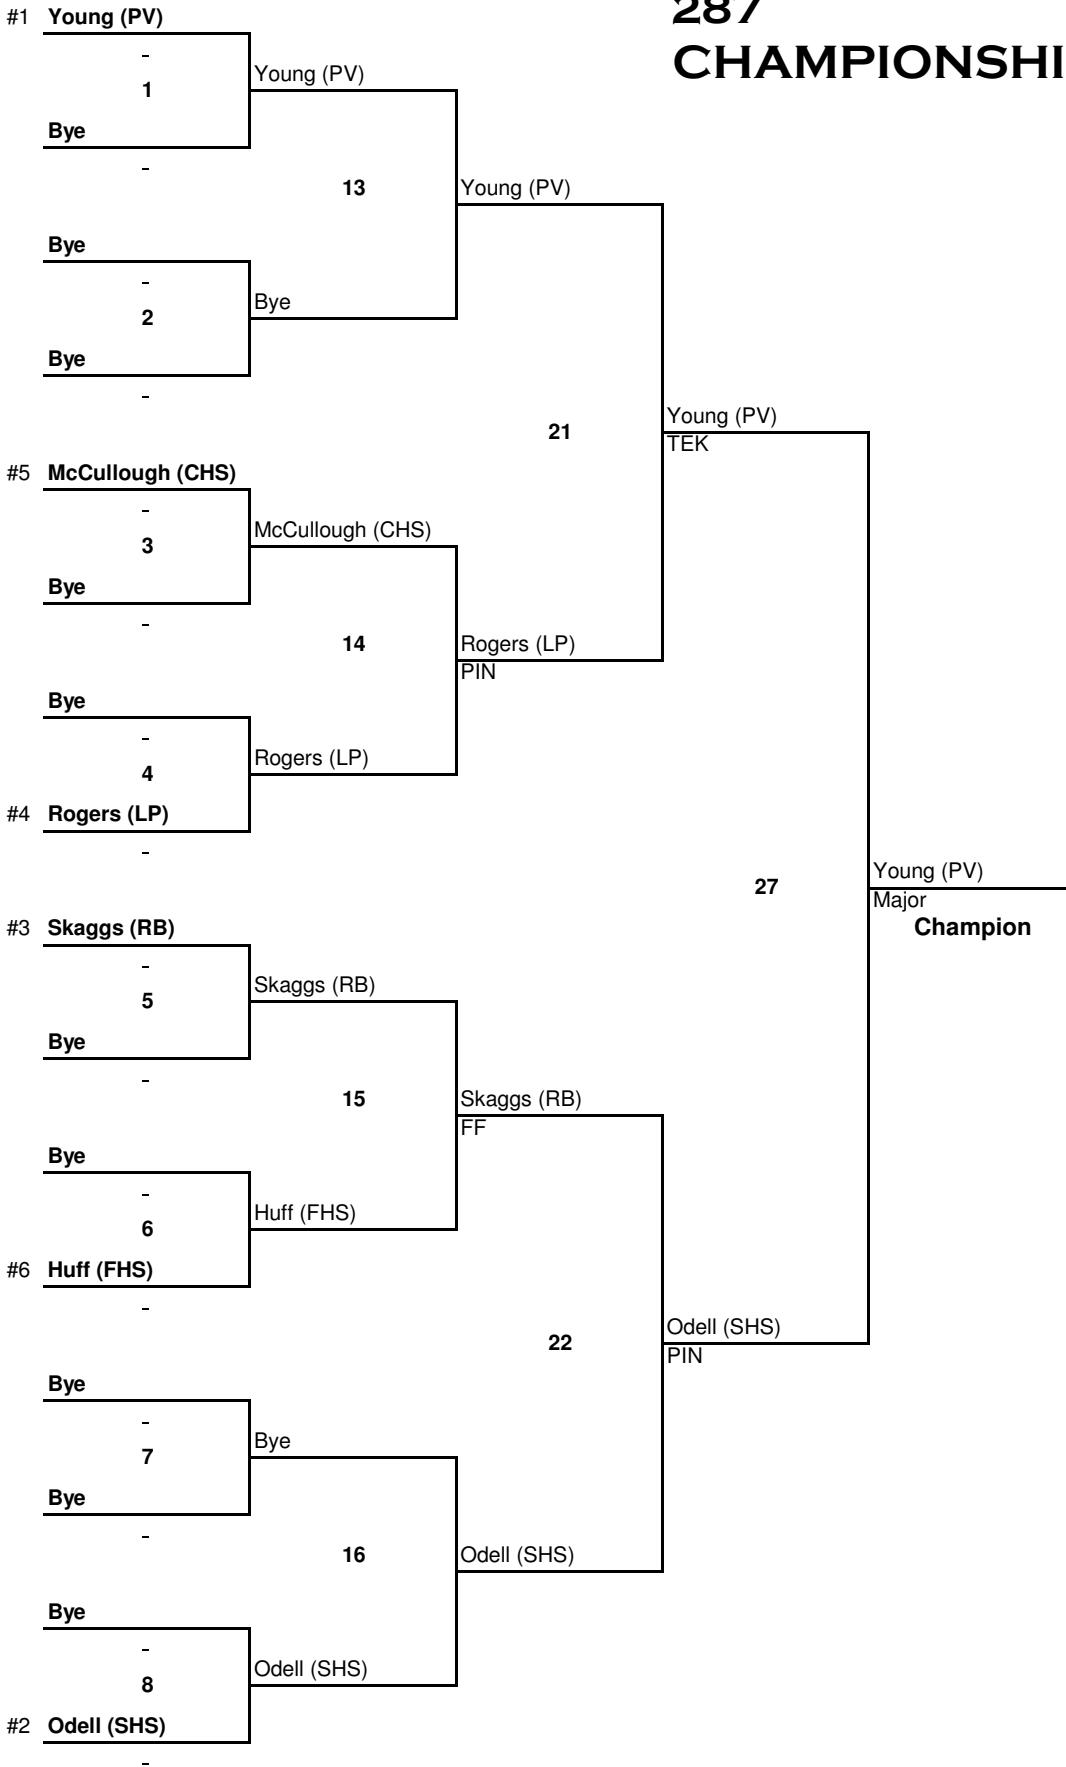 287
CHAMPIONSHI
#1 Young (PV)
-
1
Young (PV)
Bye
-
13
Young (PV)
Bye
-
2
Bye
Bye
-
21
Young (PV)
TEK
#5 McCullough (CHS)
-
3
McCullough (CHS)
Bye
-
14
Rogers (LP)
PIN
Bye
-
4
Rogers (LP)
#4 Rogers (LP)
-
27
Young (PV)
Major
Champion
#3 Skaggs (RB)
-
5
Skaggs (RB)
Bye
-
15
Skaggs (RB)
FF
Bye
-
6
Huff (FHS)
#6 Huff (FHS)
-
22
Odell (SHS)
PIN
Bye
-
7
Bye
Bye
-
16
Odell (SHS)
Bye
-
8
Odell (SHS)
#2 Odell (SHS)
-